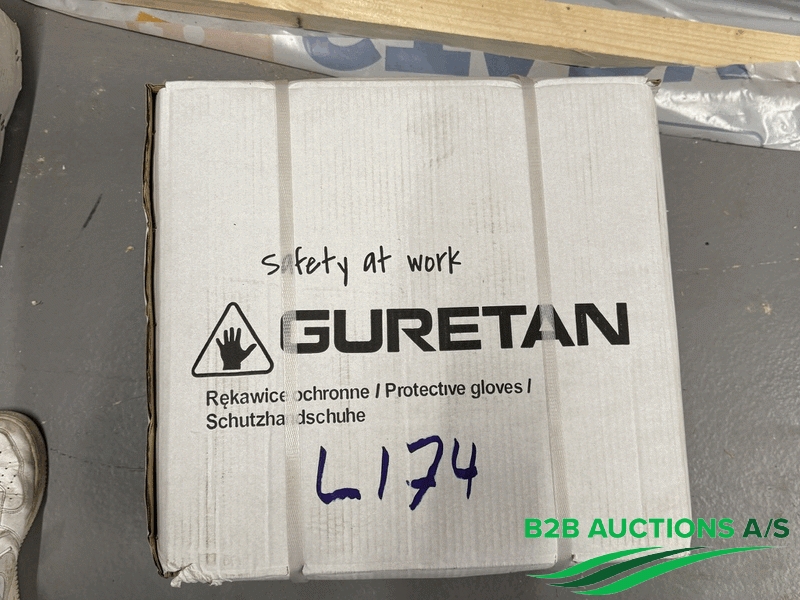 safety at work
GURETAN
Rękawice ochronne / Protective gloves /
Schutzhandschuhe
L174
B2B AUCTIONS A/S